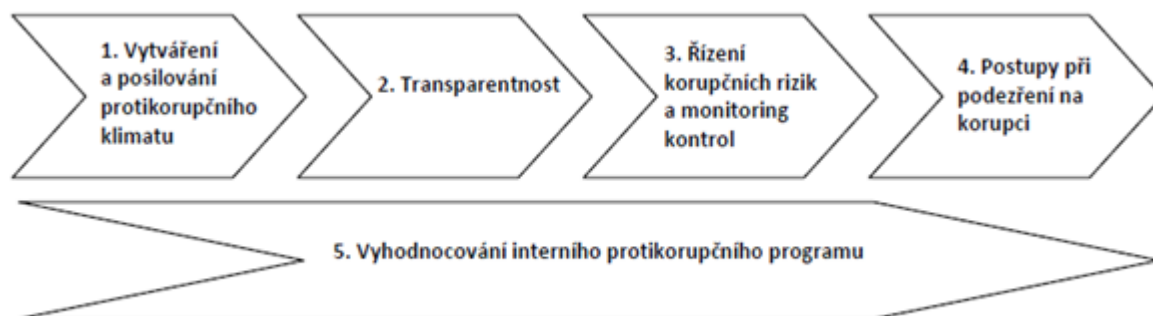 1. Vytváření
a posilování
protikorupčního
klimatu
2. Transparentnost
3. Řízení
korupčních rizik
a monitoring
kontrol
4. Postupy při
podezření na
korupci
5. Vyhodnocování interního protikorupčního programu